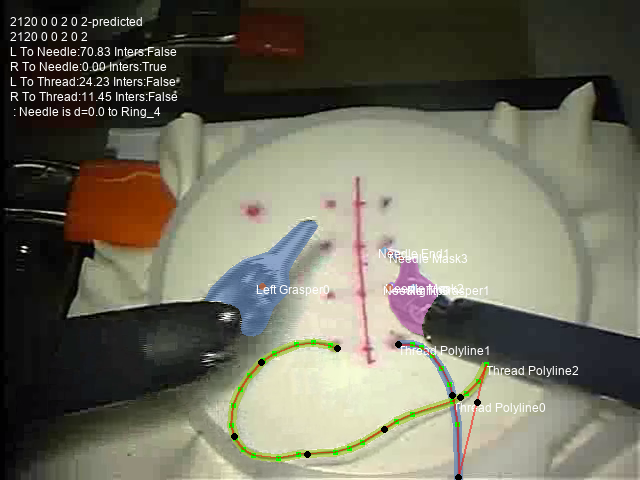 2120 0 0 2 0 2-predicted
2120 0 0 2 0 2
L To Needle:70.83 Inters:False
R To Needle:0.00 Inters:True
L To Thread:24.23 Inters:False
R To Thread:11.45 Inters:False
: Needle is d=0.0 to Ring_4
Needle End1
Needle Mask3
Left Grasper0
Thread Polyline1
Thread Polyline2
Thread Polyline0